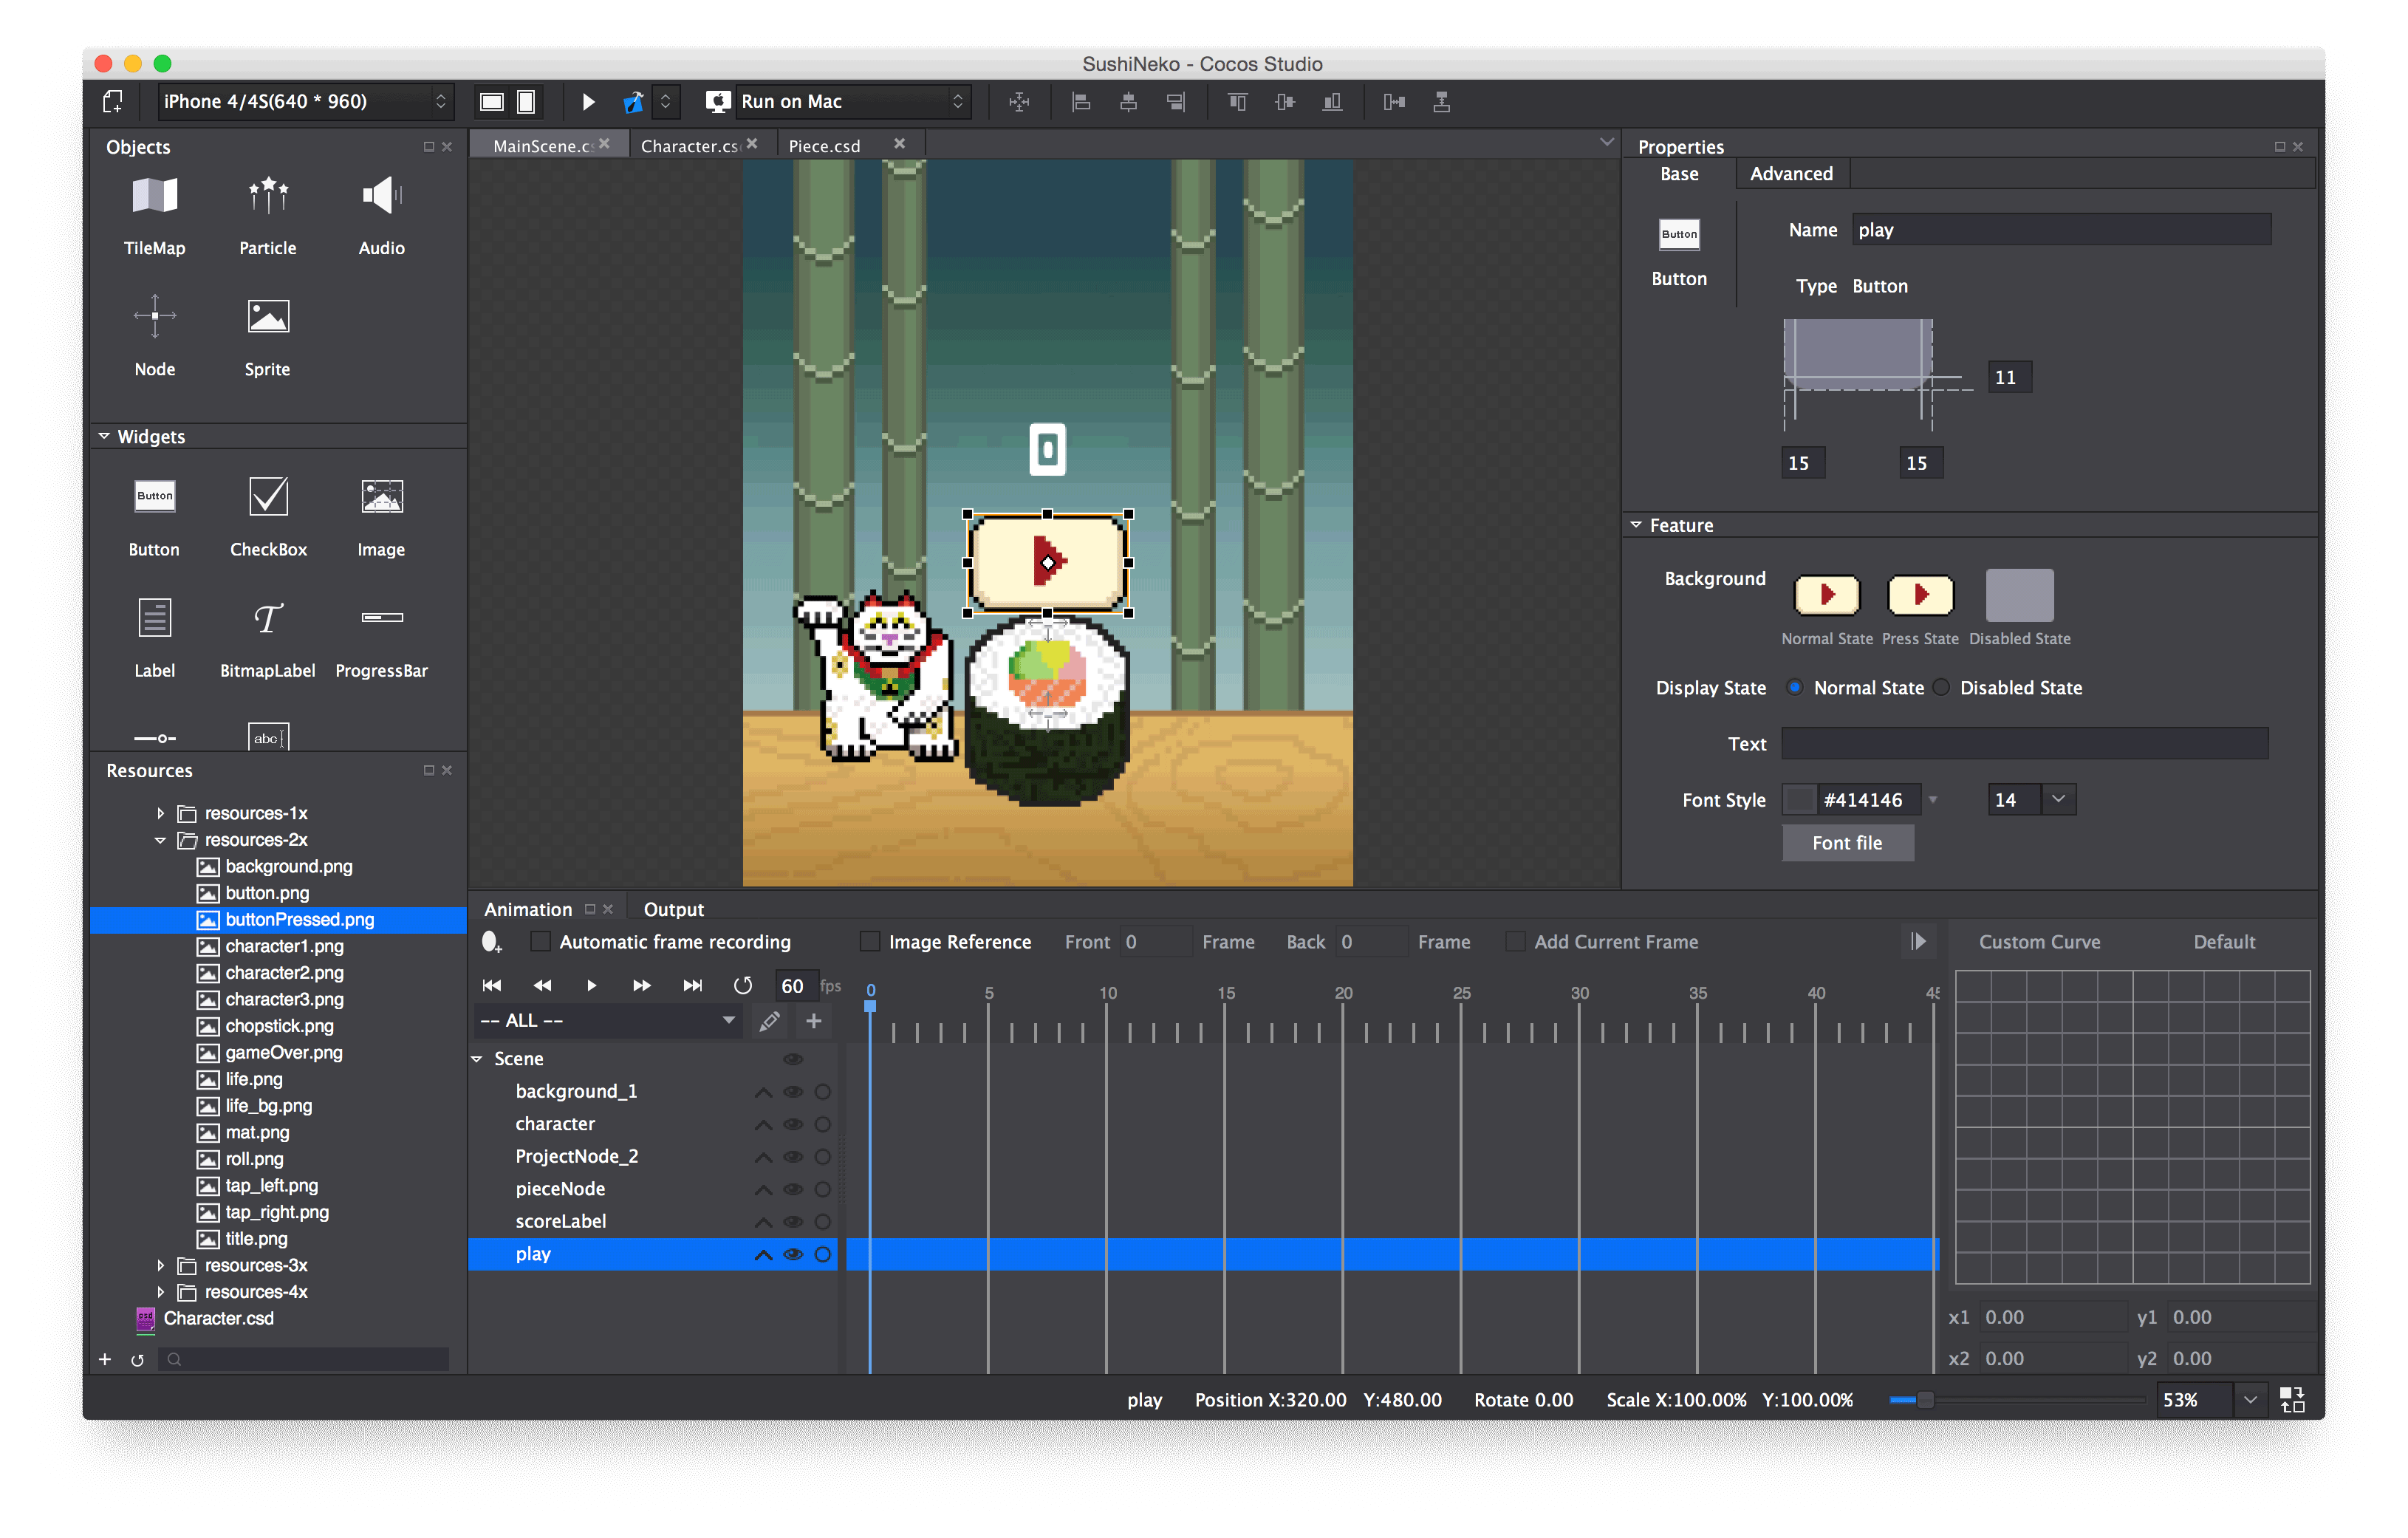 SushiNeko - Cocos Studio
iPhone 4/4S(640 * 960)
Run on Mac
Objects
TileMap
Particle
Audio
Node
Sprite
Widgets
Button
Button
CheckBox
Image
Label
BitmapLabel
ProgressBar
abc
Resources
resources-1x
resources-2x
background.png
button.png
buttonPressed.png
character1.png
character2.png
character3.png
chopstick.png
gameOver.png
life.png
life_bg.png
mat.png
roll.png
tap_left.png
tap_right.png
title.png
resources-3x
resources-4x
csd
Character.csd
MainScene.cs
Character.cs
Piece.csd
0
Properties
Base
Advanced
Button
Button
Name play
Type Button
11
15 15
Feature
Background
Normal State Press State Disabled State
Display State Normal State Disabled State
Text
Font Style #414146 14
Font file
Animation
Output
Automatic frame recording
Image Reference Front 0 Frame Back 0 Frame Add Current Frame
Custom Curve Default
60 fps
0 5 10 15 20 25 30 35 40 45
-- ALL --
Scene
background_1
character
ProjectNode_2
pieceNode
scoreLabel
play
x1 0.00 y1 0.00
x2 0.00 y2 0.00
play Position X:320.00 Y:480.00 Rotate 0.00 Scale X:100.00% Y:100.00% 53%